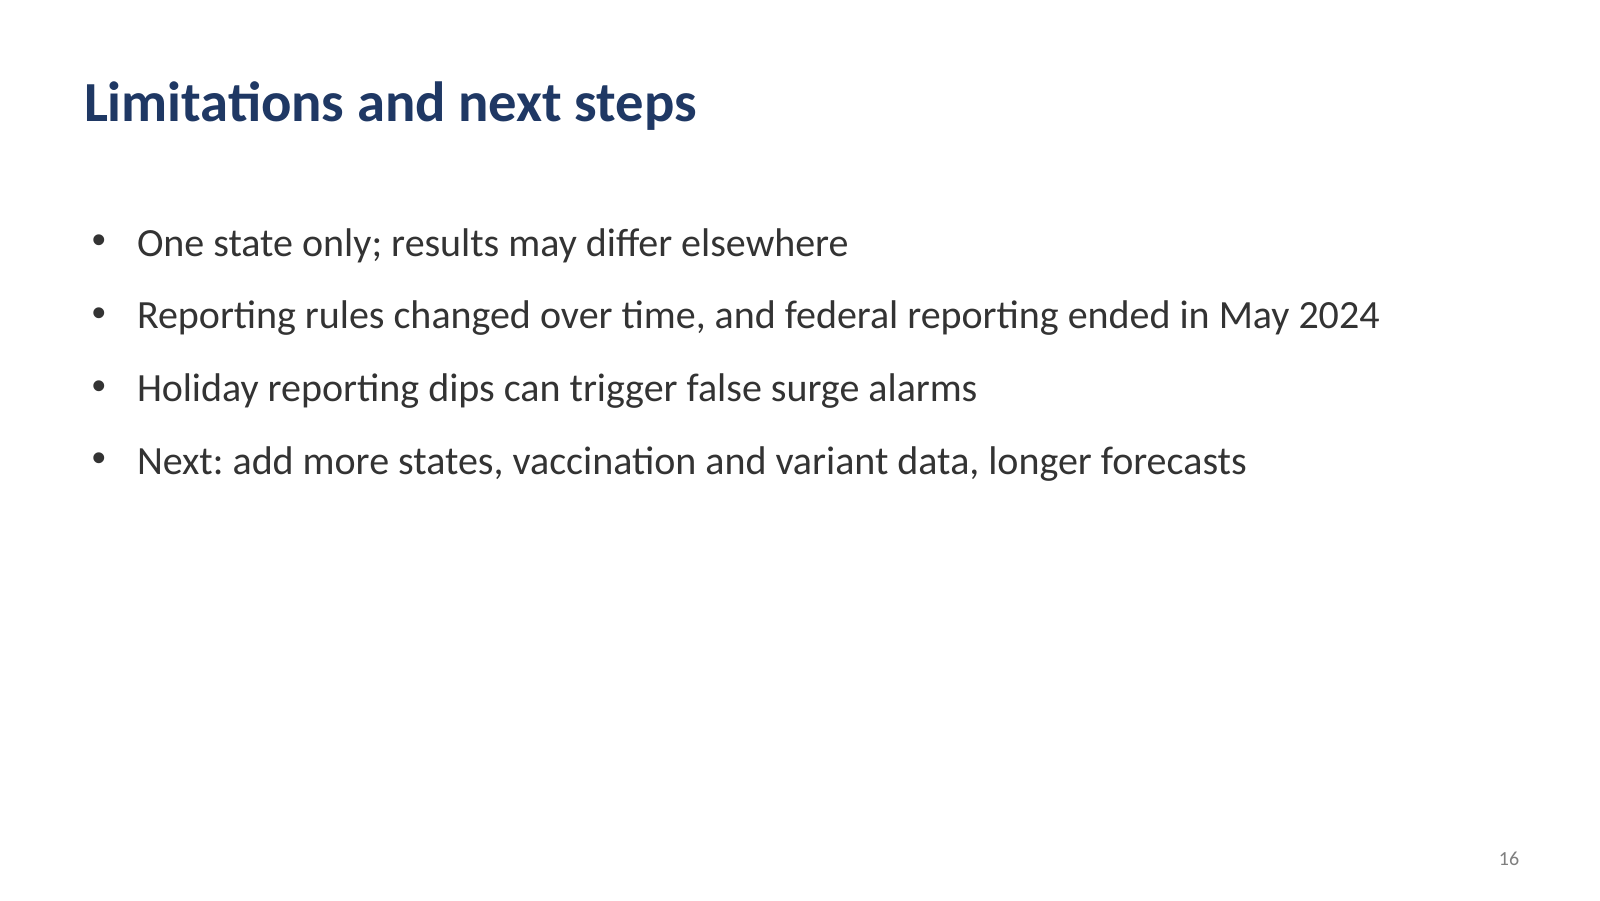 Limitations and next steps
• One state only; results may differ elsewhere
• Reporting rules changed over time, and federal reporting ended in May 2024
• Holiday reporting dips can trigger false surge alarms
• Next: add more states, vaccination and variant data, longer forecasts
16